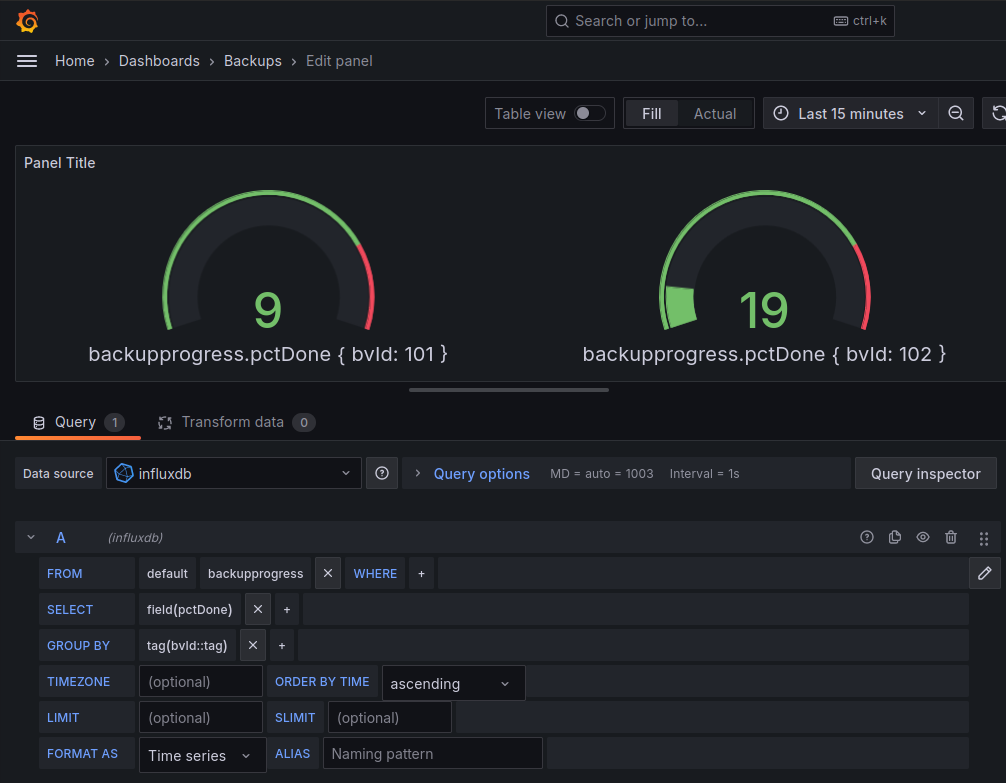 Search or jump to... ctrl+k
Home › Dashboards › Backups › Edit panel
Table view Fill Actual Last 15 minutes
Panel Title
9 19
backupprogress.pctDone { bvId: 101 } backupprogress.pctDone { bvId: 102 }
Query 1 Transform data 0
Data source influxdb Query options MD = auto = 1003 Interval = 1s Query inspector
A (influxdb)
FROM default backupprogress WHERE +
SELECT field(pctDone) +
GROUP BY tag(bvId::tag) +
TIMEZONE (optional) ORDER BY TIME ascending
LIMIT (optional) SLIMIT (optional)
FORMAT AS Time series ALIAS Naming pattern